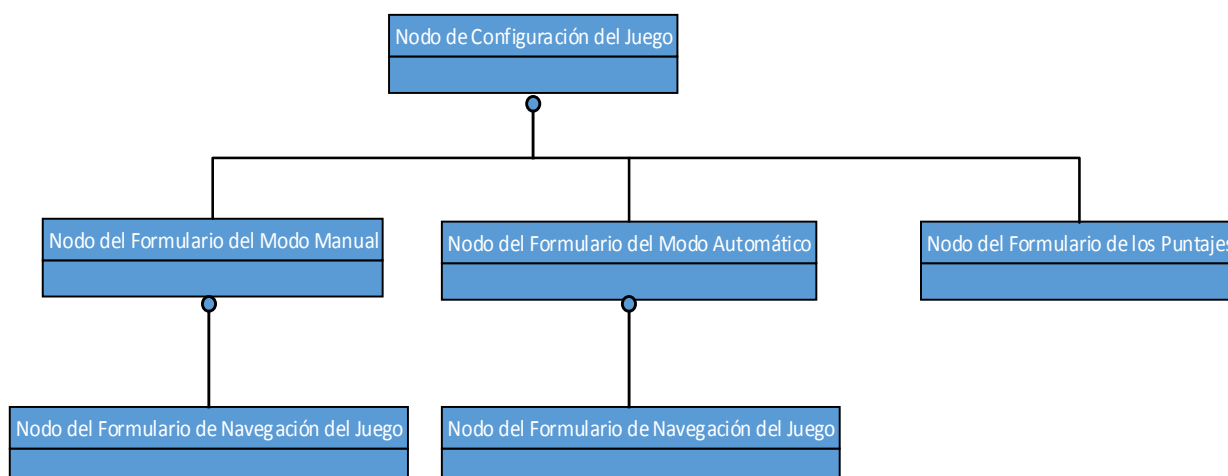 Nodo de Configuración del Juego
Nodo del Formulario del Modo Manual
Nodo del Formulario del Modo Automático
Nodo del Formulario de los Puntajes
Nodo del Formulario de Navegación del Juego
Nodo del Formulario de Navegación del Juego